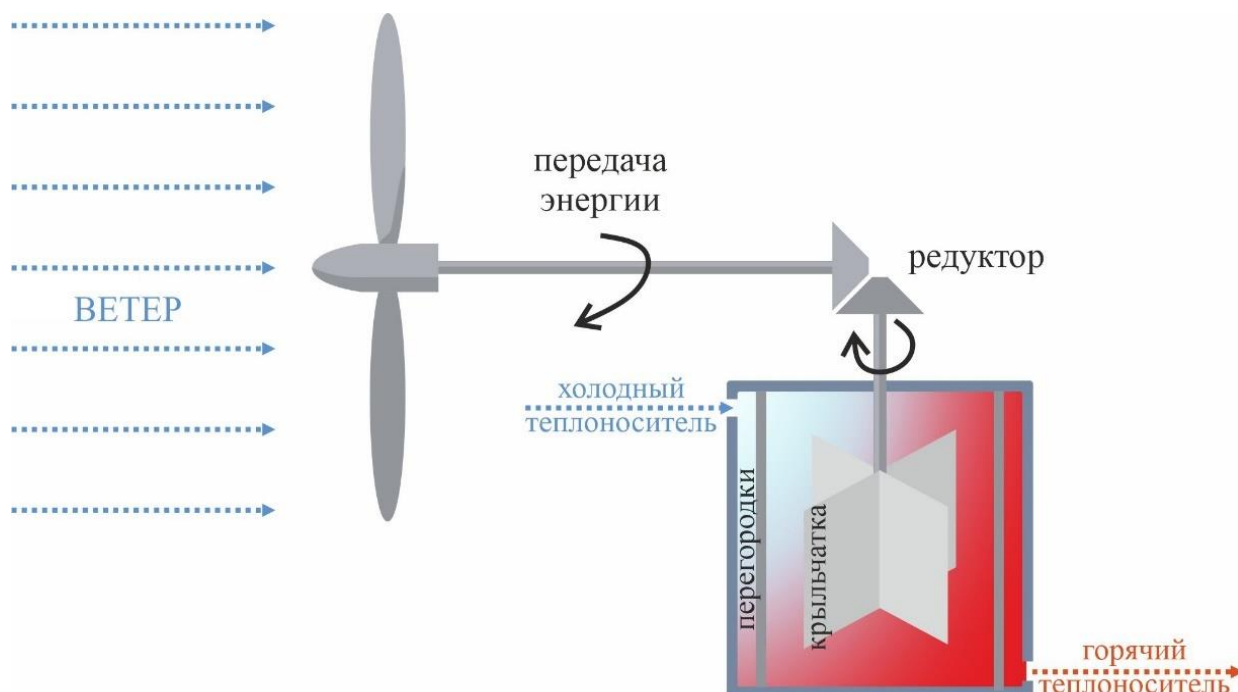 передача
энергии
редуктор
ВЕТЕР
холодный
теплоноситель
перегородки
крыльчатка
горячий
теплоноситель